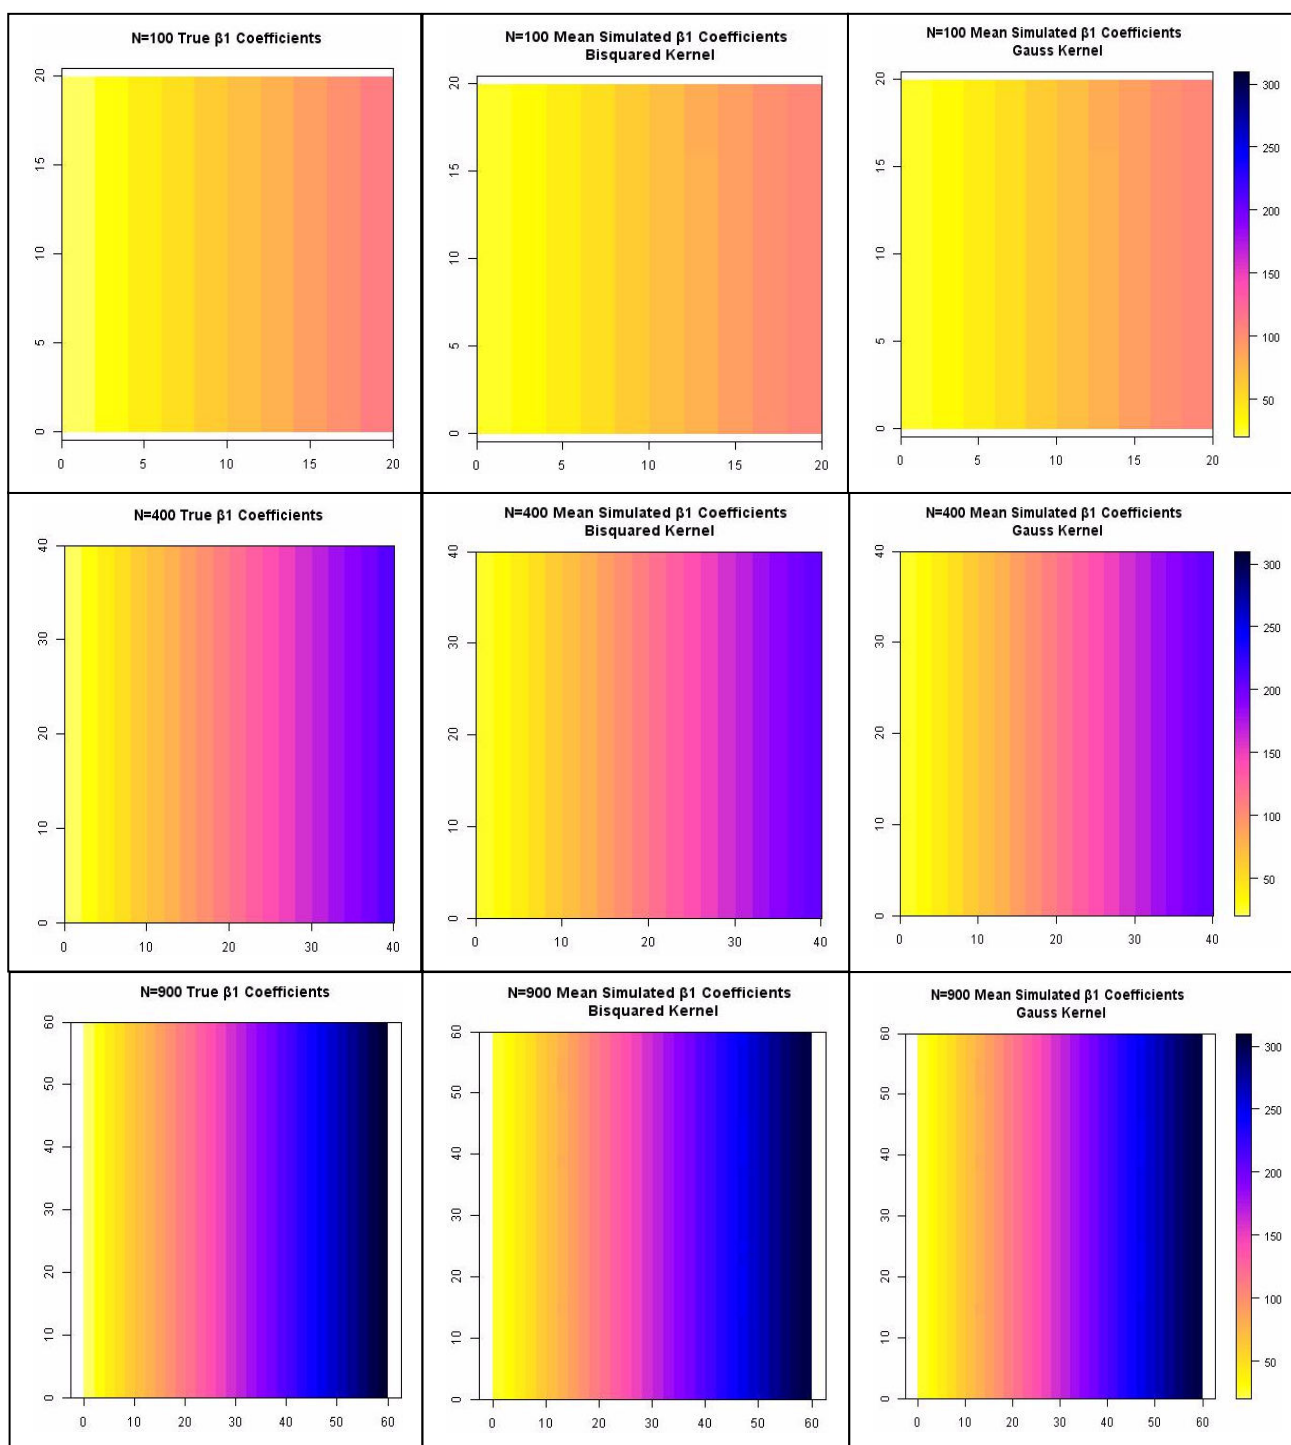 N=100 True β1 Coefficients
20
15
10
5
0
0 5 10 15 20
N=100 Mean Simulated β1 Coefficients
Bisquared Kernel
20
15
10
5
0
0 5 10 15 20
N=100 Mean Simulated β1 Coefficients
Gauss Kernel
20
15
10
5
0
0 5 10 15 20
300
250
200
150
100
50
N=400 True β1 Coefficients
40
30
20
10
0
0 10 20 30 40
N=400 Mean Simulated β1 Coefficients
Bisquared Kernel
40
30
20
10
0
0 10 20 30 40
N=400 Mean Simulated β1 Coefficients
Gauss Kernel
40
30
20
10
0
0 10 20 30 40
300
250
200
150
100
50
N=900 True β1 Coefficients
60
50
40
30
20
10
0
0 10 20 30 40 50 60
N=900 Mean Simulated β1 Coefficients
Bisquared Kernel
60
50
40
30
20
10
0
0 10 20 30 40 50 60
N=900 Mean Simulated β1 Coefficients
Gauss Kernel
60
50
40
30
20
10
0
0 10 20 30 40 50 60
300
250
200
150
100
50